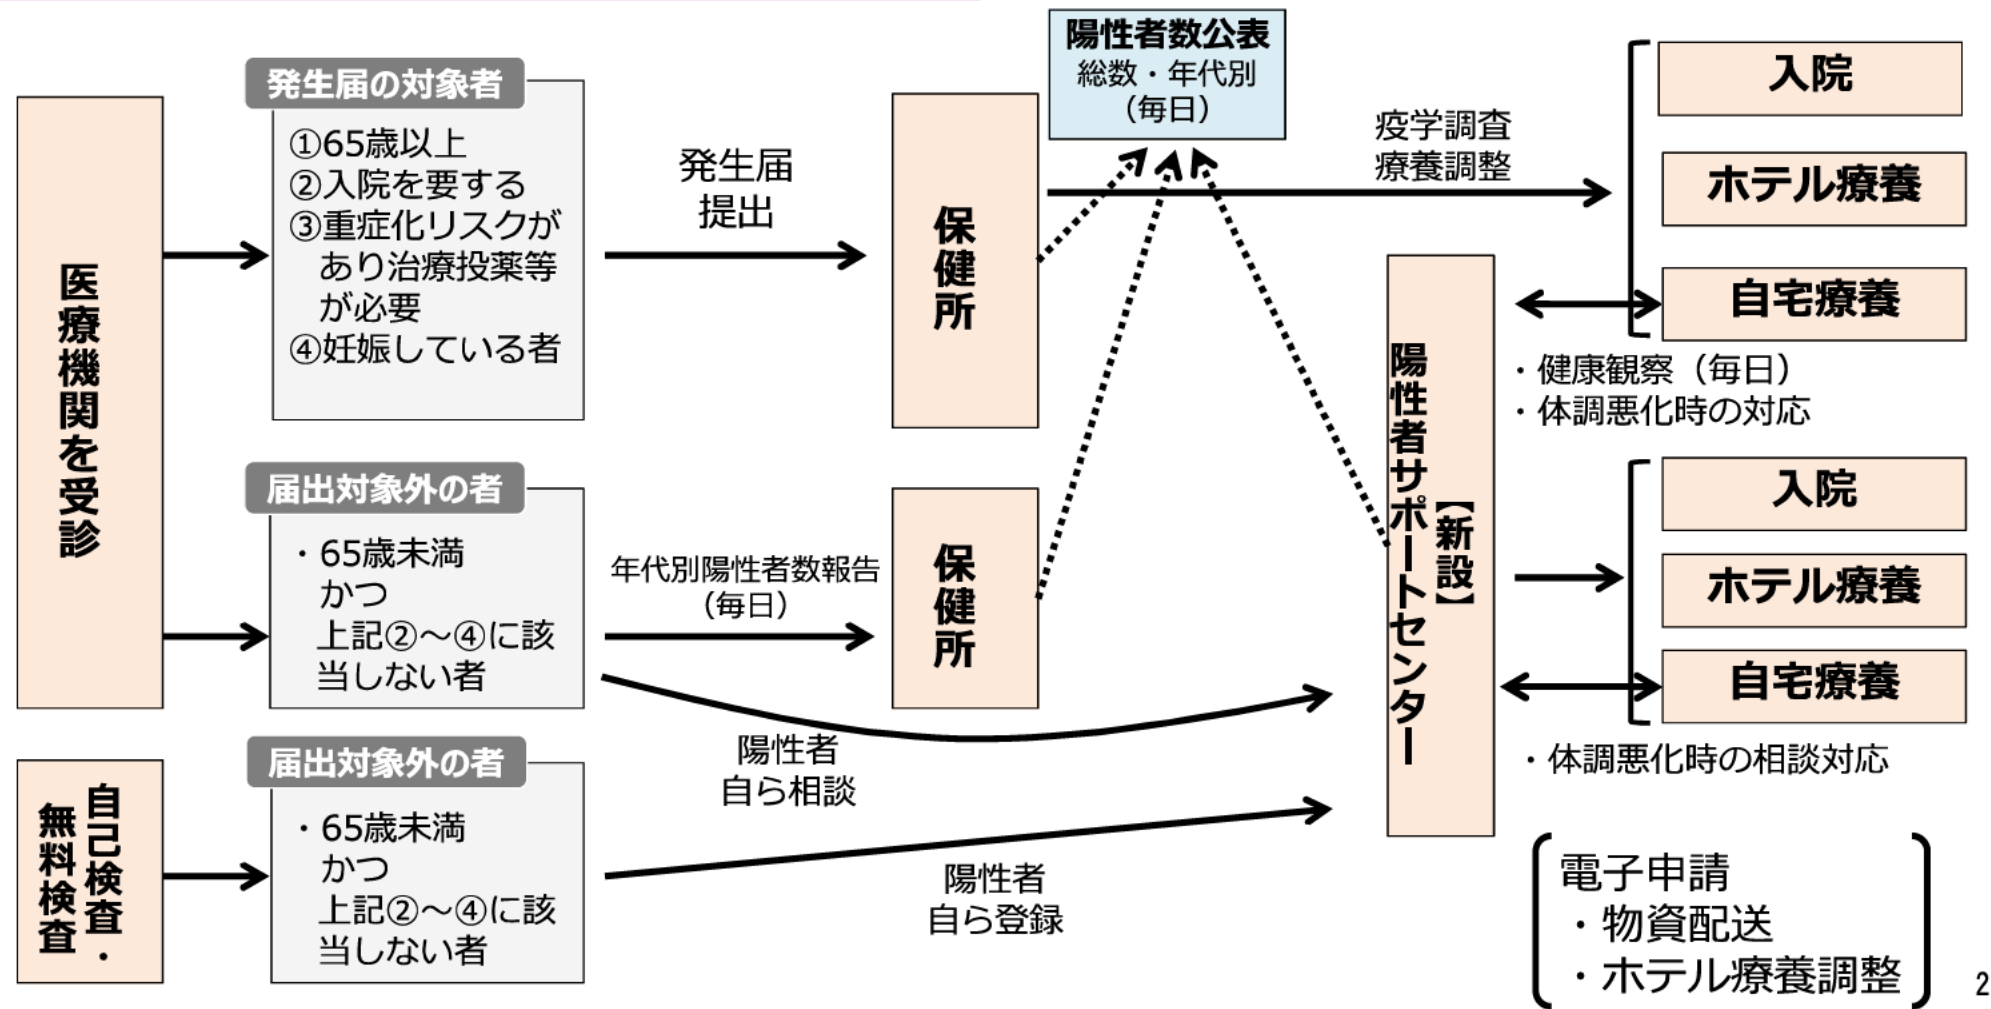 医療機関を受診
発生届の対象者
①65歳以上
②入院を要する
③重症化リスクが
あり治療投薬等
が必要
④妊娠している者
発生届
提出
保健所
陽性者数公表
総数・年代別
（毎日）
疫学調査
療養調整
入院
ホテル療養
自宅療養
・健康観察（毎日）
・体調悪化時の対応
届出対象外の者
・65歳未満
かつ
上記②～④に該
当しない者
年代別陽性者数報告
（毎日）
保健所
陽性者
自ら相談
【新設】
陽性者サポートセンター
入院
ホテル療養
自宅療養
・体調悪化時の相談対応
自己検査・
無料検査
届出対象外の者
・65歳未満
かつ
上記②～④に該
当しない者
陽性者
自ら登録
電子申請
・物資配送
・ホテル療養調整
2